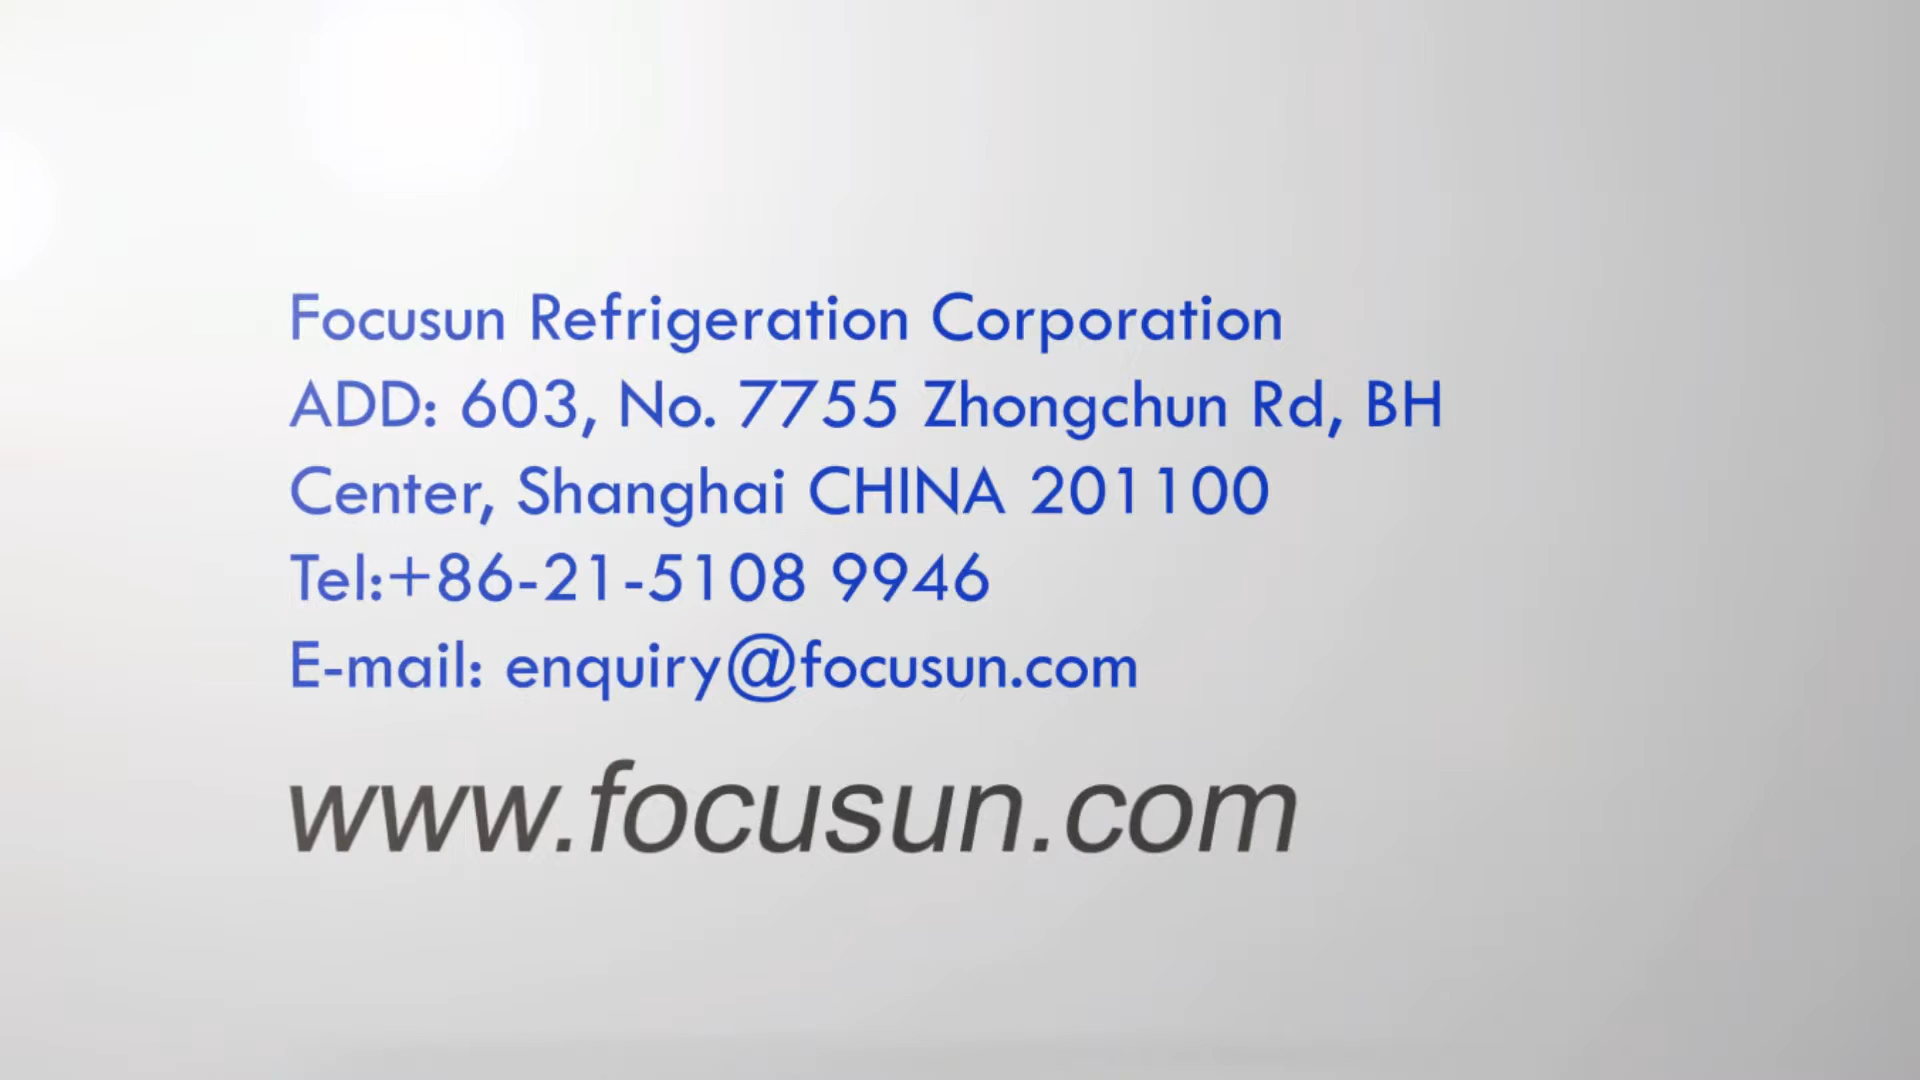 Focusun Refrigeration Corporation
ADD: 603, No. 7755 Zhongchun Rd, BH
Center, Shanghai CHINA 201100
Tel:+86-21-5108 9946
E-mail: enquiry@focusun.com
www.focusun.com